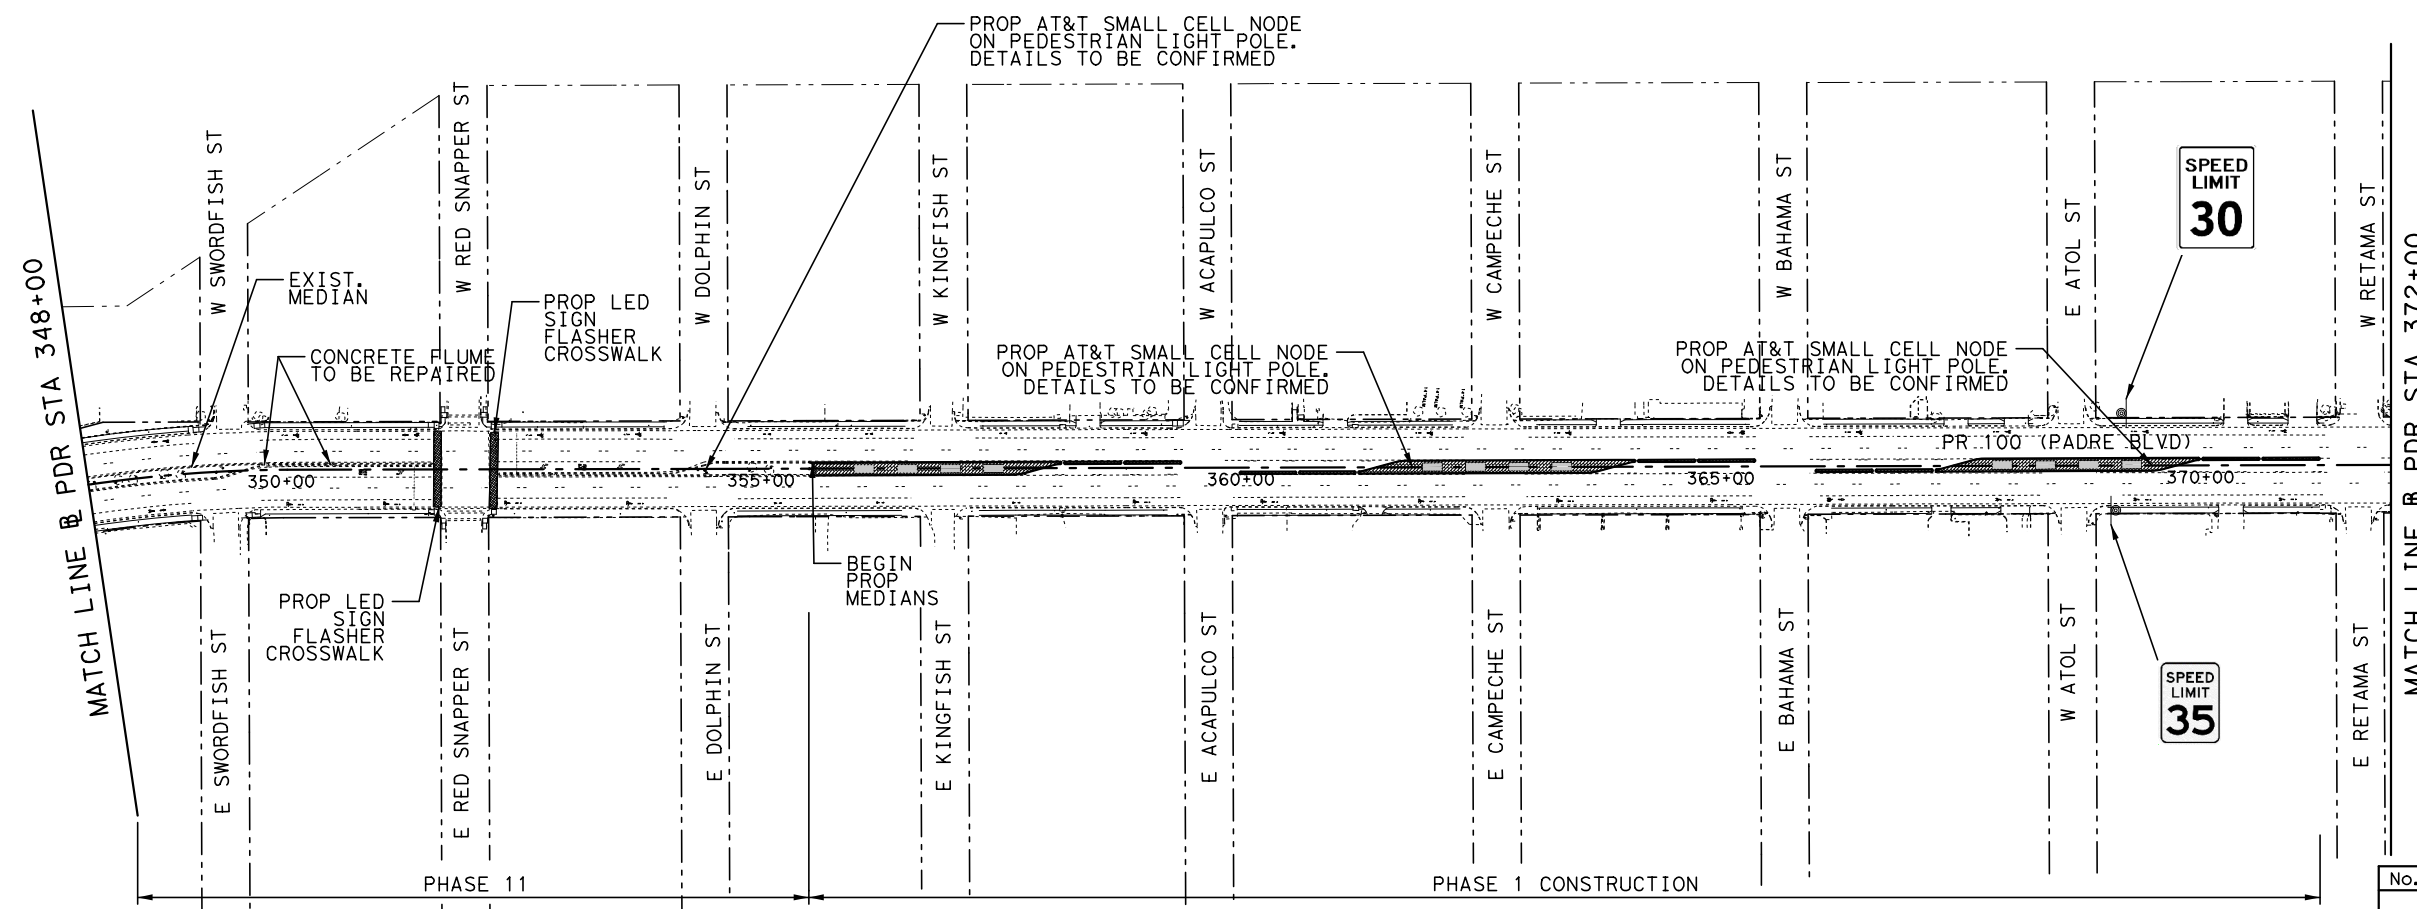 PROP AT&T SMALL CELL NODE
ON PEDESTRIAN LIGHT POLE.
DETAILS TO BE CONFIRMED
W SWORDFISH ST
W RED SNAPPER ST
W DOLPHIN ST
W KINGFISH ST
W ACAPULCO ST
W CAMPECHE ST
W BAHAMA ST
E ATOL ST
W RETAMA ST
SPEED
LIMIT
30
EXIST.
MEDIAN
PROP LED
SIGN
FLASHER
CROSSWALK
CONCRETE FLUME
TO BE REPAIRED
PROP AT&T SMALL CELL NODE
ON PEDESTRIAN LIGHT POLE.
DETAILS TO BE CONFIRMED
PROP AT&T SMALL CELL NODE
ON PEDESTRIAN LIGHT POLE.
DETAILS TO BE CONFIRMED
PR 100 (PADRE BLVD)
350+00
355+00
360+00
365+00
370+00
MATCH LINE ℄ PDR STA 348+00
MATCH LINE ℄ PDR STA 372+00
BEGIN
PROP
MEDIANS
PROP LED
SIGN
FLASHER
CROSSWALK
E SWORDFISH ST
E RED SNAPPER ST
E DOLPHIN ST
E KINGFISH ST
E ACAPULCO ST
E CAMPECHE ST
E BAHAMA ST
W ATOL ST
E RETAMA ST
SPEED
LIMIT
35
PHASE 11
PHASE 1 CONSTRUCTION
No.